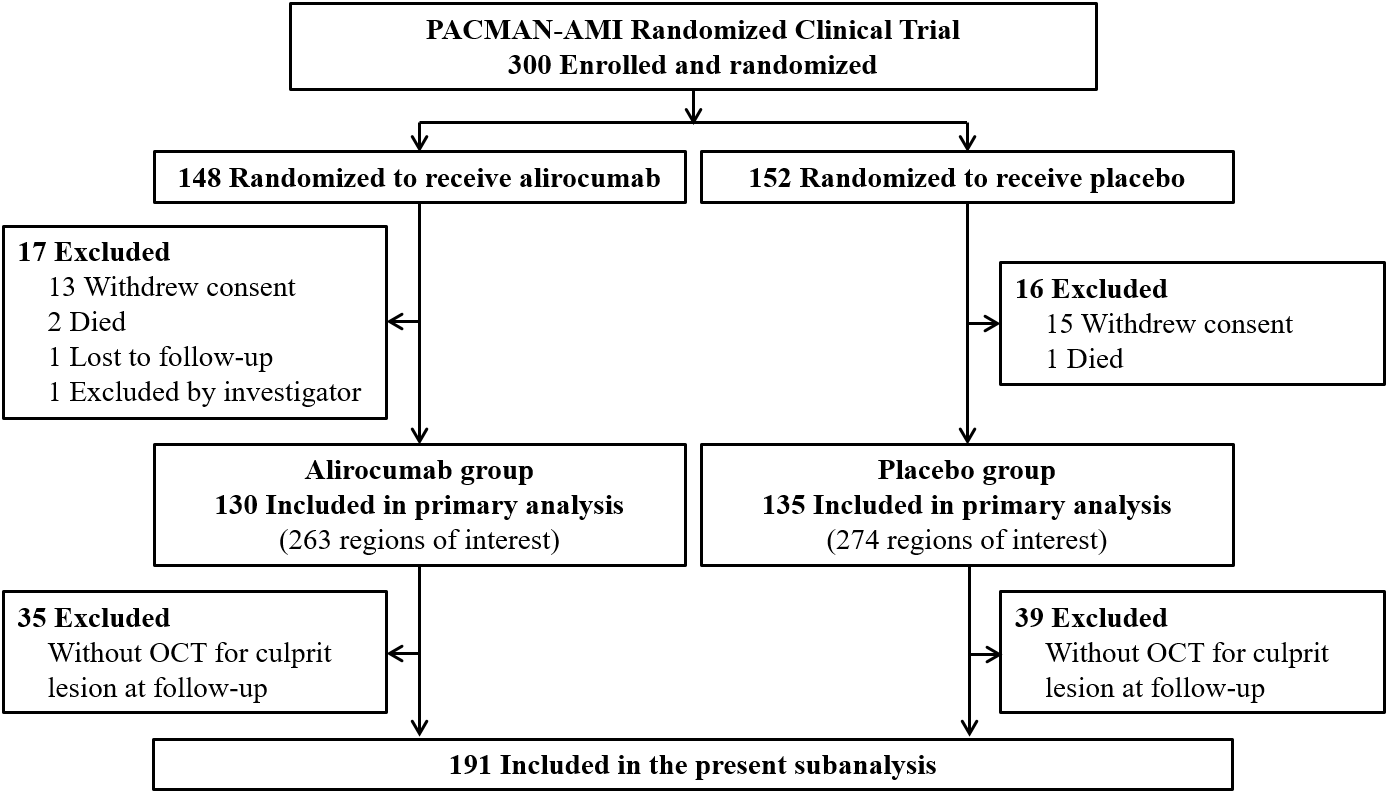 PACMAN-AMI Randomized Clinical Trial
300 Enrolled and randomized
148 Randomized to receive alirocumab
152 Randomized to receive placebo
17 Excluded
13 Withdrew consent
2 Died
1 Lost to follow-up
1 Excluded by investigator
16 Excluded
15 Withdrew consent
1 Died
Alirocumab group
130 Included in primary analysis
(263 regions of interest)
Placebo group
135 Included in primary analysis
(274 regions of interest)
35 Excluded
Without OCT for culprit
lesion at follow-up
39 Excluded
Without OCT for culprit
lesion at follow-up
191 Included in the present subanalysis